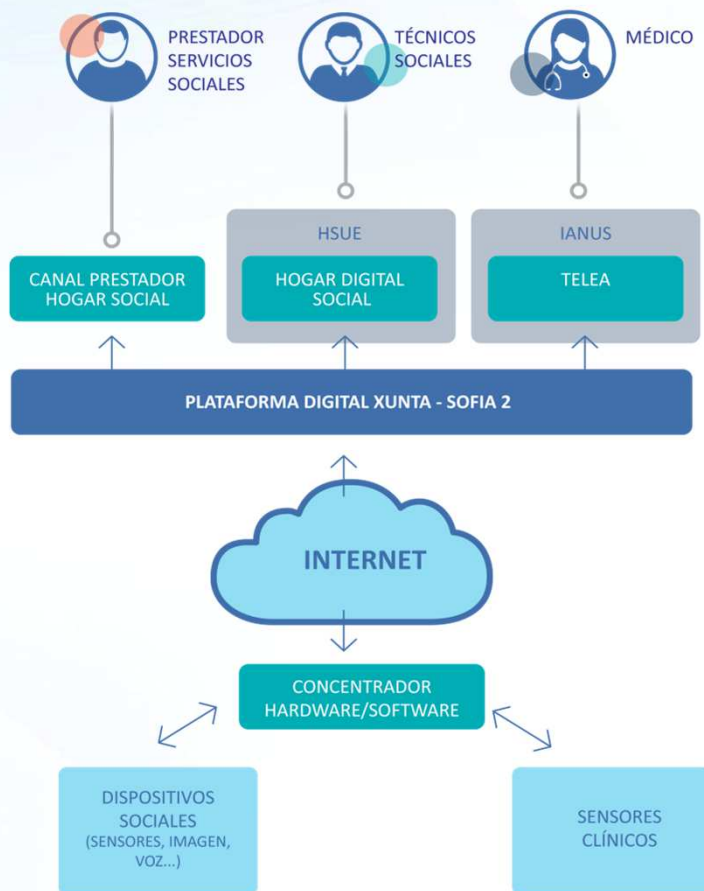 PRESTADOR
SERVICIOS
SOCIALES
TÉCNICOS
SOCIALES
MÉDICO
HSUE
IANUS
CANAL PRESTADOR
HOGAR SOCIAL
HOGAR DIGITAL
SOCIAL
TELEA
PLATAFORMA DIGITAL XUNTA - SOFIA 2
INTERNET
CONCENTRADOR
HARDWARE/SOFTWARE
DISPOSITIVOS
SOCIALES
(SENSORES, IMAGEN,
VOZ...)
SENSORES
CLÍNICOS